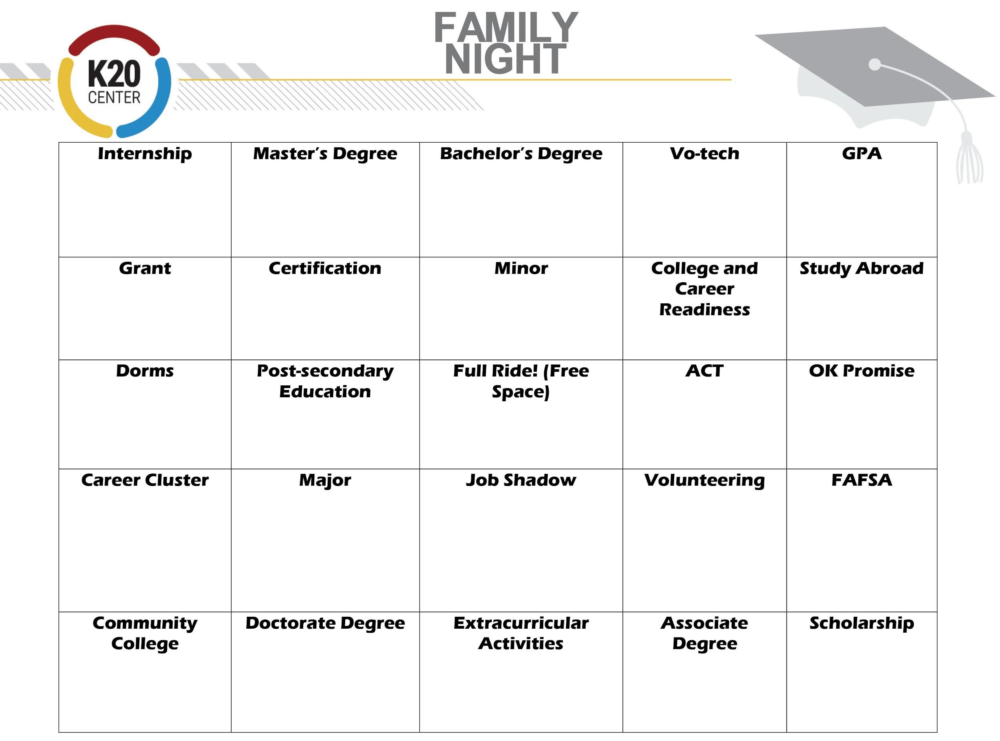 FAMILY
NIGHT
K20
CENTER
Internship
Master’s Degree
Bachelor’s Degree
Vo-tech
GPA
Grant
Certification
Minor
College and
Career
Readiness
Study Abroad
Dorms
Post-secondary
Education
Full Ride! (Free
Space)
ACT
OK Promise
Career Cluster
Major
Job Shadow
Volunteering
FAFSA
Community
College
Doctorate Degree
Extracurricular
Activities
Associate
Degree
Scholarship